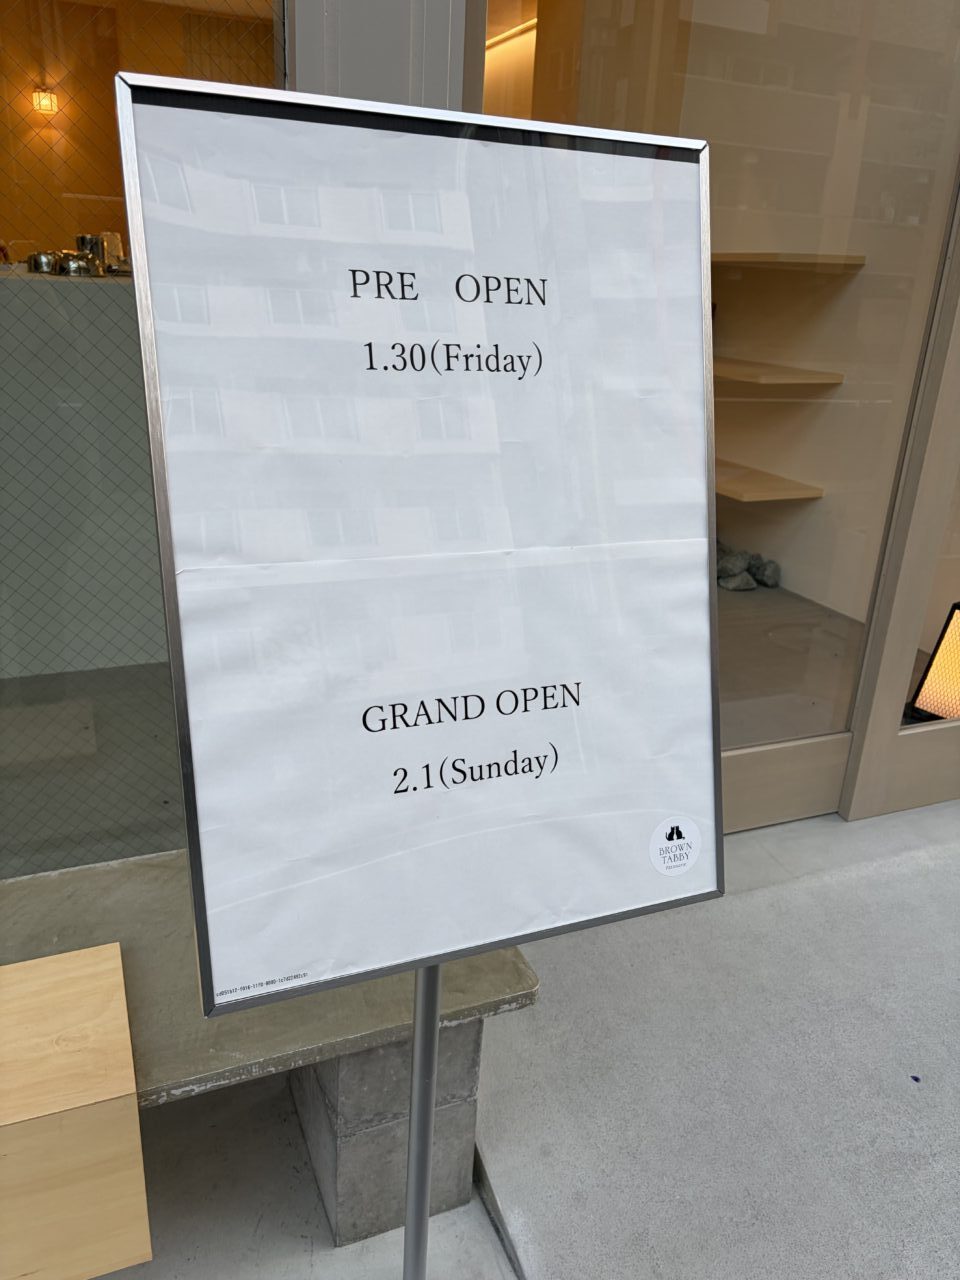 PRE OPEN
1.30(Friday)
GRAND OPEN
2.1(Sunday)
BROWN
TABBY